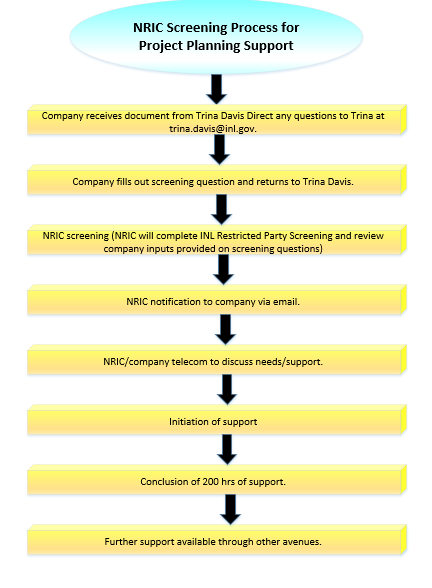 NRIC Screening Process for
Project Planning Support
Company receives document from Trina Davis Direct any questions to Trina at
trina.davis@inl.gov.
Company fills out screening question and returns to Trina Davis.
NRIC screening (NRIC will complete INL Restricted Party Screening and review
company inputs provided on screening questions)
NRIC notification to company via email.
NRIC/company telecom to discuss needs/support.
Initiation of support
Conclusion of 200 hrs of support.
Further support available through other avenues.